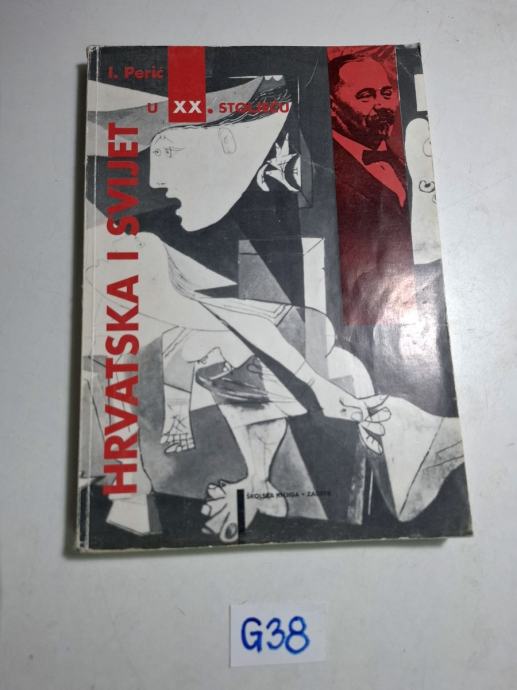 I. Perić
U XX. STOLJEĆU
HRVATSKA I SVIJET
ŠKOLSKA KNJIGA • ZAGREB
G38